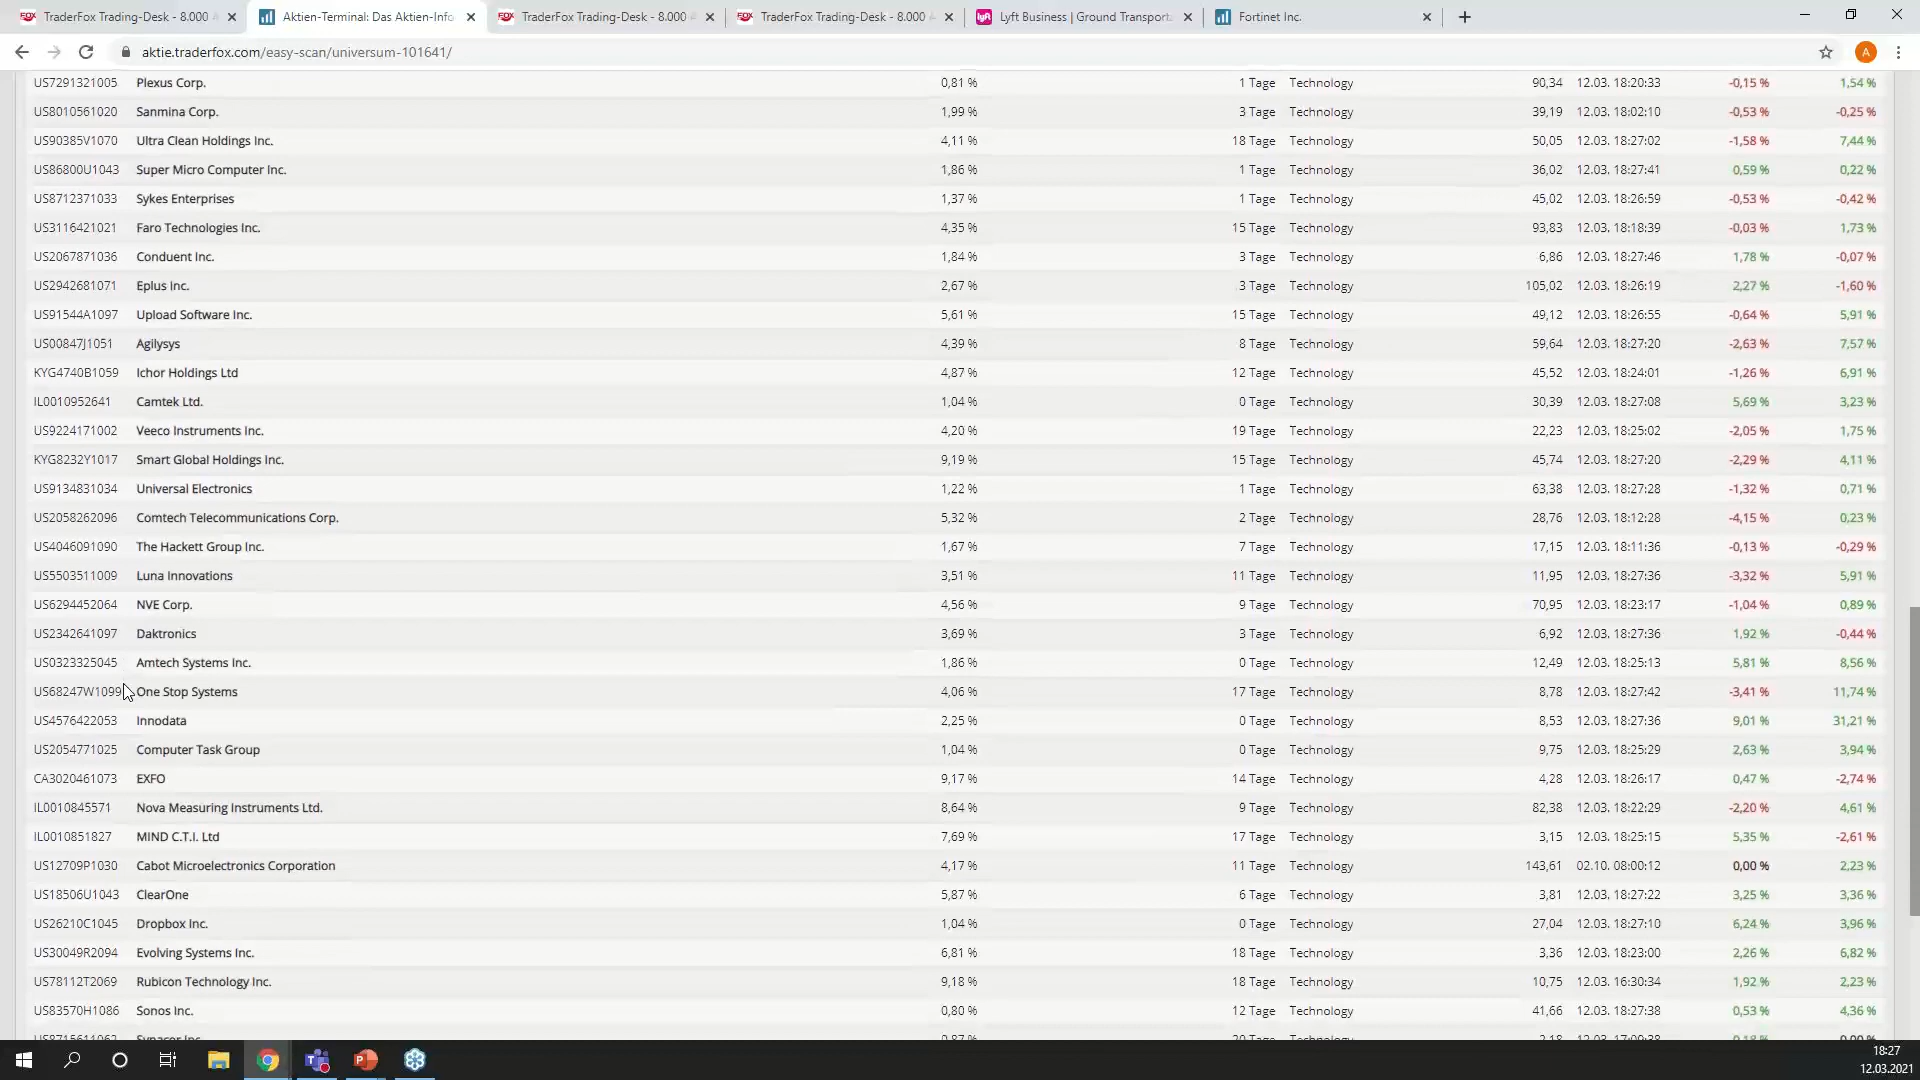 TraderFox Trading-Desk - 8.000 Aktien-Terminal: Das Aktien-Info TraderFox Trading-Desk - 8.000 TraderFox Trading-Desk - 8.000 Lyft Business | Ground Transport Fortinet Inc.
aktie.traderfox.com/easy-scan/universum-101641/ A
US7291321005 Plexus Corp. 0,81 % 1 Tage Technology 90,34 12.03. 18:20:33 -0,15 % 1,54 %
US8010561020 Sanmina Corp. 1,99 % 3 Tage Technology 39,19 12.03. 18:02:10 -0,53 % -0,25 %
US90385V1070 Ultra Clean Holdings Inc. 4,11 % 18 Tage Technology 50,05 12.03. 18:27:02 -1,58 % 7,44 %
US86800U1043 Super Micro Computer Inc. 1,86 % 1 Tage Technology 36,02 12.03. 18:27:41 0,59 % 0,22 %
US8712371033 Sykes Enterprises 1,37 % 1 Tage Technology 45,02 12.03. 18:26:59 -0,53 % -0,42 %
US3116421021 Faro Technologies Inc. 4,35 % 15 Tage Technology 93,83 12.03. 18:18:39 -0,03 % 1,73 %
US2067871036 Conduent Inc. 1,84 % 3 Tage Technology 6,86 12.03. 18:27:46 1,78 % -0,07 %
US2942681071 Eplus Inc. 2,67 % 3 Tage Technology 105,02 12.03. 18:26:19 2,27 % -1,60 %
US91544A1097 Upload Software Inc. 5,61 % 15 Tage Technology 49,12 12.03. 18:26:55 -0,64 % 5,91 %
US00847J1051 Agilysys 4,39 % 8 Tage Technology 59,64 12.03. 18:27:20 -2,63 % 7,57 %
KYG4740B1059 Ichor Holdings Ltd 4,87 % 12 Tage Technology 45,52 12.03. 18:24:01 -1,26 % 6,91 %
IL0010952641 Camtek Ltd. 1,04 % 0 Tage Technology 30,39 12.03. 18:27:08 5,69 % 3,23 %
US9224171002 Veeco Instruments Inc. 4,20 % 19 Tage Technology 22,23 12.03. 18:25:02 -2,05 % 1,75 %
KYG8232Y1017 Smart Global Holdings Inc. 9,19 % 15 Tage Technology 45,74 12.03. 18:27:20 -2,29 % 4,11 %
US9134831034 Universal Electronics 1,22 % 1 Tage Technology 63,38 12.03. 18:27:28 -1,32 % 0,71 %
US2058262096 Comtech Telecommunications Corp. 5,32 % 2 Tage Technology 28,76 12.03. 18:12:28 -4,15 % 0,23 %
US4046091090 The Hackett Group Inc. 1,67 % 7 Tage Technology 17,15 12.03. 18:11:36 -0,13 % -0,29 %
US5503511009 Luna Innovations 3,51 % 11 Tage Technology 11,95 12.03. 18:27:36 -3,32 % 5,91 %
US6294452064 NVE Corp. 4,56 % 9 Tage Technology 70,95 12.03. 18:23:17 -1,04 % 0,89 %
US2342641097 Daktronics 3,69 % 3 Tage Technology 6,92 12.03. 18:27:36 1,92 % -0,44 %
US0323325045 Amtech Systems Inc. 1,86 % 0 Tage Technology 12,49 12.03. 18:25:13 5,81 % 8,56 %
US68247W1099 One Stop Systems 4,06 % 17 Tage Technology 8,78 12.03. 18:27:42 -3,41 % 11,74 %
US4576422053 Innodata 2,25 % 0 Tage Technology 8,53 12.03. 18:27:36 9,01 % 31,21 %
US2054771025 Computer Task Group 1,04 % 0 Tage Technology 9,75 12.03. 18:25:29 2,63 % 3,94 %
CA3020461073 EXFO 9,17 % 14 Tage Technology 4,28 12.03. 18:26:17 0,47 % -2,74 %
IL0010845571 Nova Measuring Instruments Ltd. 8,64 % 9 Tage Technology 82,38 12.03. 18:22:29 -2,20 % 4,61 %
IL0010851827 MIND C.T.I. Ltd 7,69 % 17 Tage Technology 3,15 12.03. 18:25:15 5,35 % -2,61 %
US12709P1030 Cabot Microelectronics Corporation 4,17 % 11 Tage Technology 143,61 02.10. 08:00:12 0,00 % 2,23 %
US18506U1043 ClearOne 5,87 % 6 Tage Technology 3,81 12.03. 18:27:22 3,25 % 3,36 %
US26210C1045 Dropbox Inc. 1,04 % 0 Tage Technology 27,04 12.03. 18:27:10 6,24 % 3,96 %
US30049R2094 Evolving Systems Inc. 6,81 % 18 Tage Technology 3,36 12.03. 18:23:00 2,26 % 6,82 %
US78112T2069 Rubicon Technology Inc. 9,18 % 18 Tage Technology 10,75 12.03. 16:30:34 1,92 % 2,23 %
US83570H1086 Sonos Inc. 0,80 % 12 Tage Technology 41,66 12.03. 18:27:38 0,53 % 4,36 %
18:27
12.03.2021